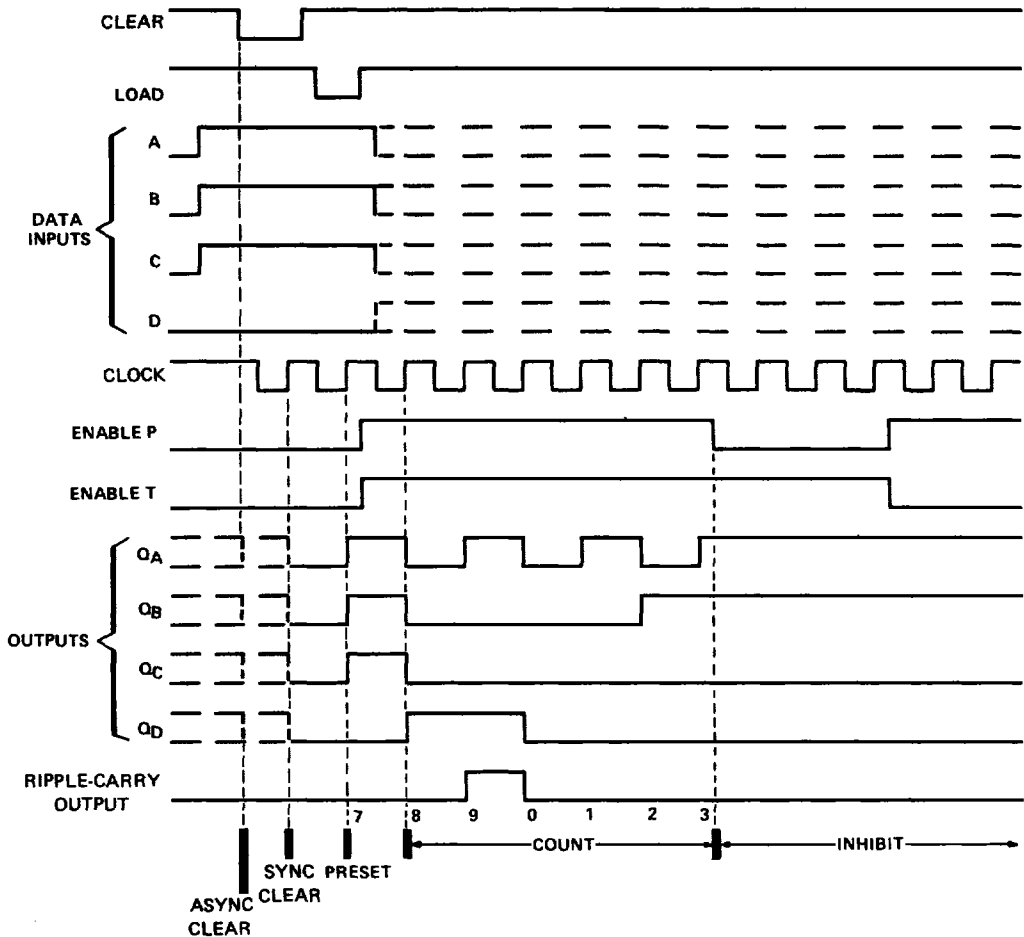 CLEAR
LOAD
A
B
DATA
INPUTS
C
D
CLOCK
ENABLE P
ENABLE T
QA
QB
OUTPUTS
QC
QD
RIPPLE-CARRY
OUTPUT
7 8 9 0 1 2 3
COUNT
INHIBIT
SYNC
CLEAR
PRESET
ASYNC
CLEAR